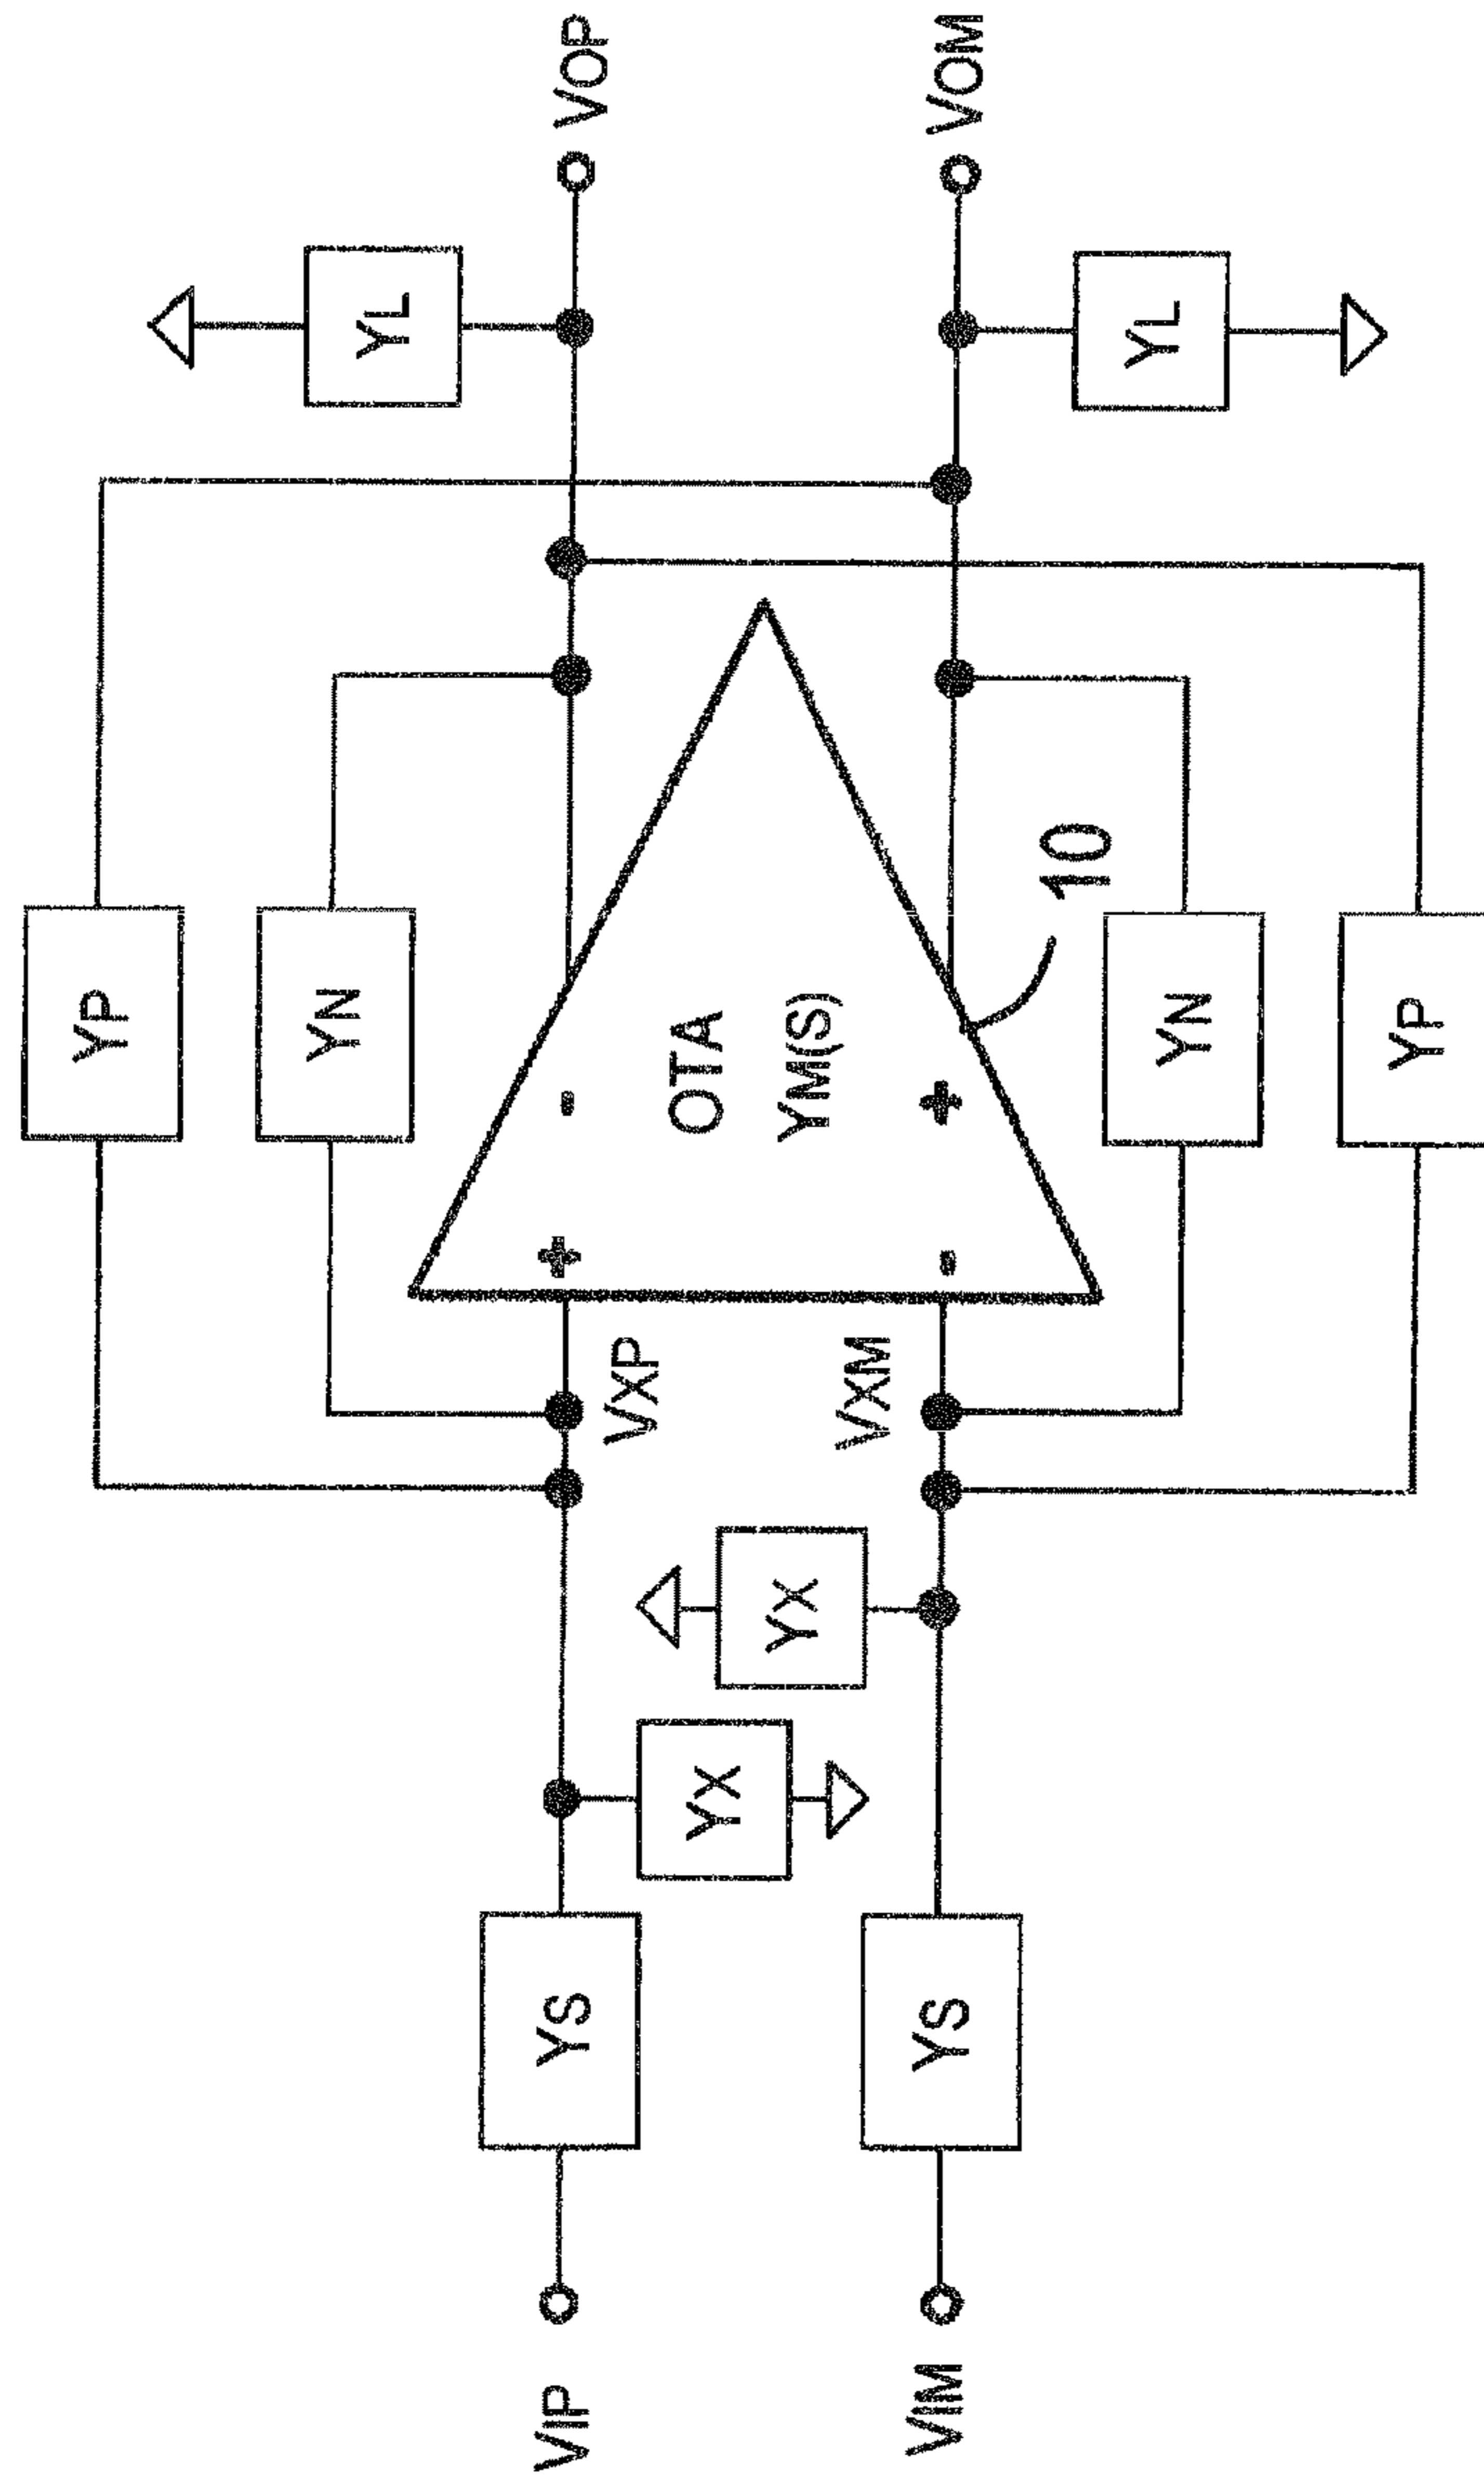 YP
YN
VIP
YS
YX
VXP
+
-
OTA
YM(S)
YL
VOP
YX
VXM
-
+
10
VIM
YS
YL
VOM
YN
YP